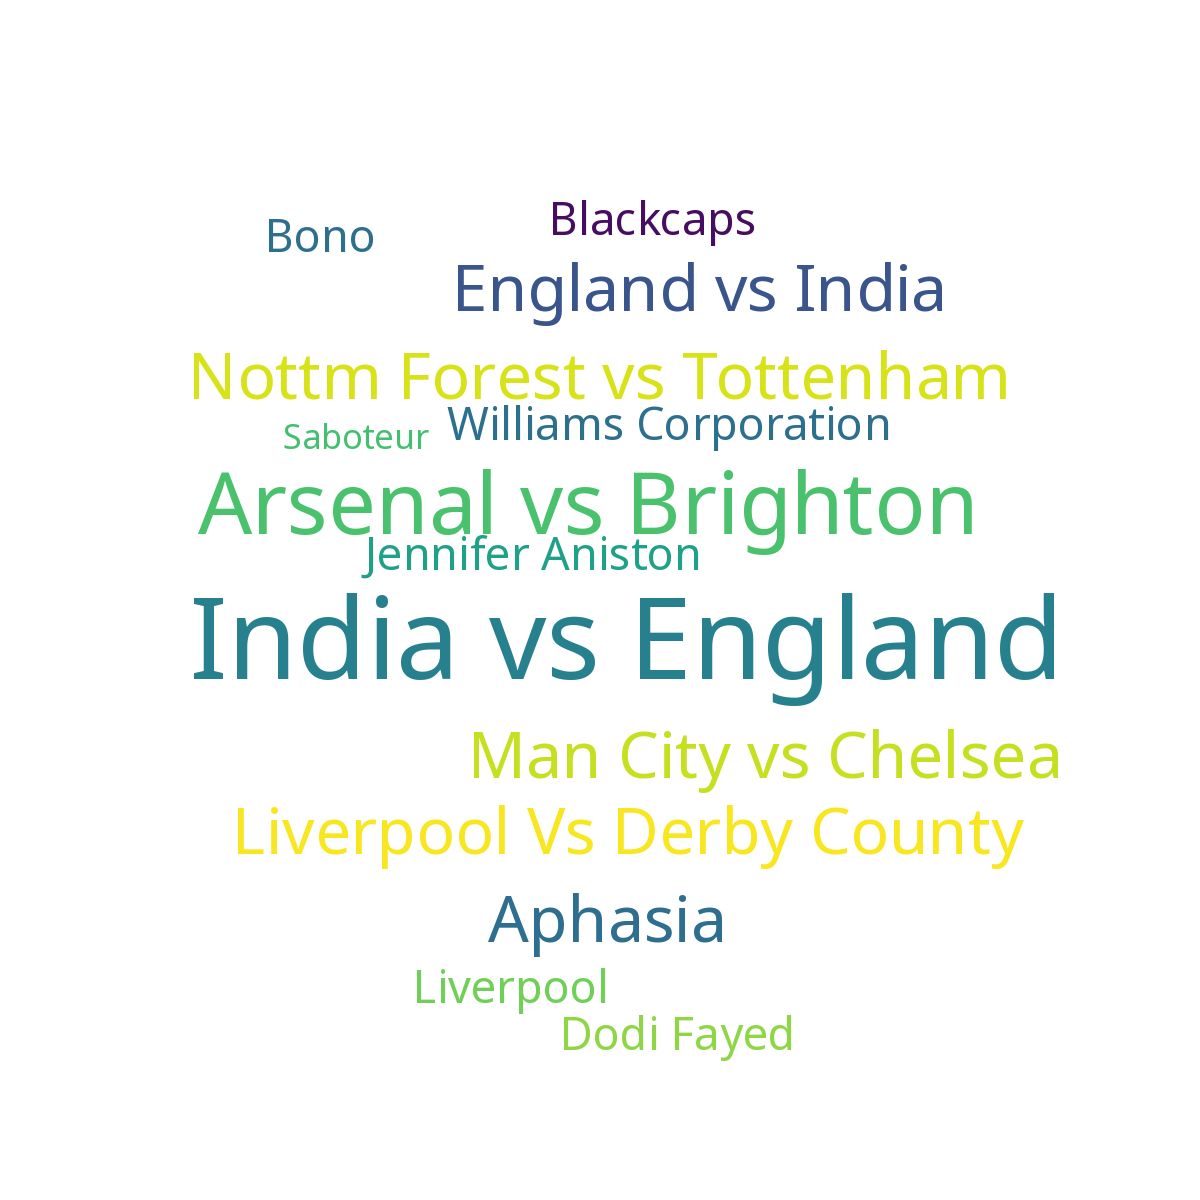 Blackcaps
Bono
England vs India
Nottm Forest vs Tottenham
Williams Corporation
Saboteur
Arsenal vs Brighton
Jennifer Aniston
India vs England
Man City vs Chelsea
Liverpool Vs Derby County
Aphasia
Liverpool
Dodi Fayed